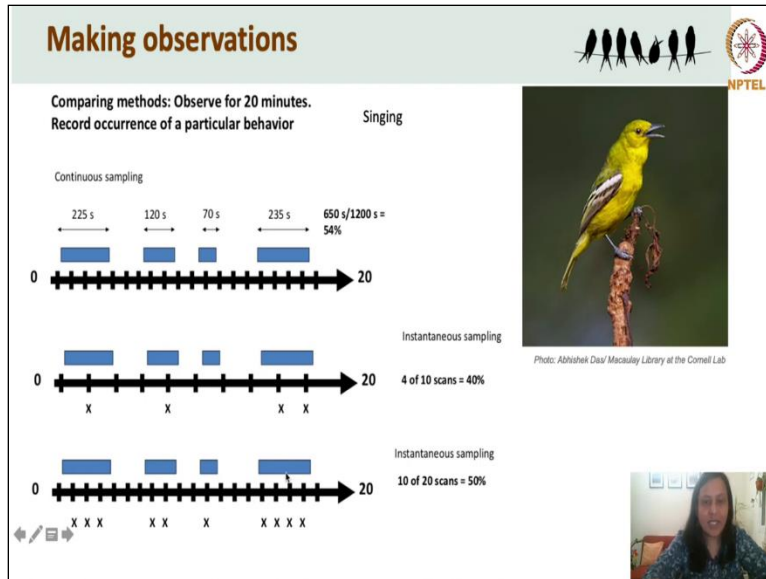 Making observations
NPTEL
Comparing methods: Observe for 20 minutes.
Record occurrence of a particular behavior
Singing
Continuous sampling
225 s 120 s 70 s 235 s 650 s/1200 s =
54%
0 20
Instantaneous sampling
0 20 4 of 10 scans = 40%
x x x x
Photo: Abhishek Das/ Macaulay Library at the Cornell Lab
Instantaneous sampling
0 20 10 of 20 scans = 50%
x x x x x x x x x x